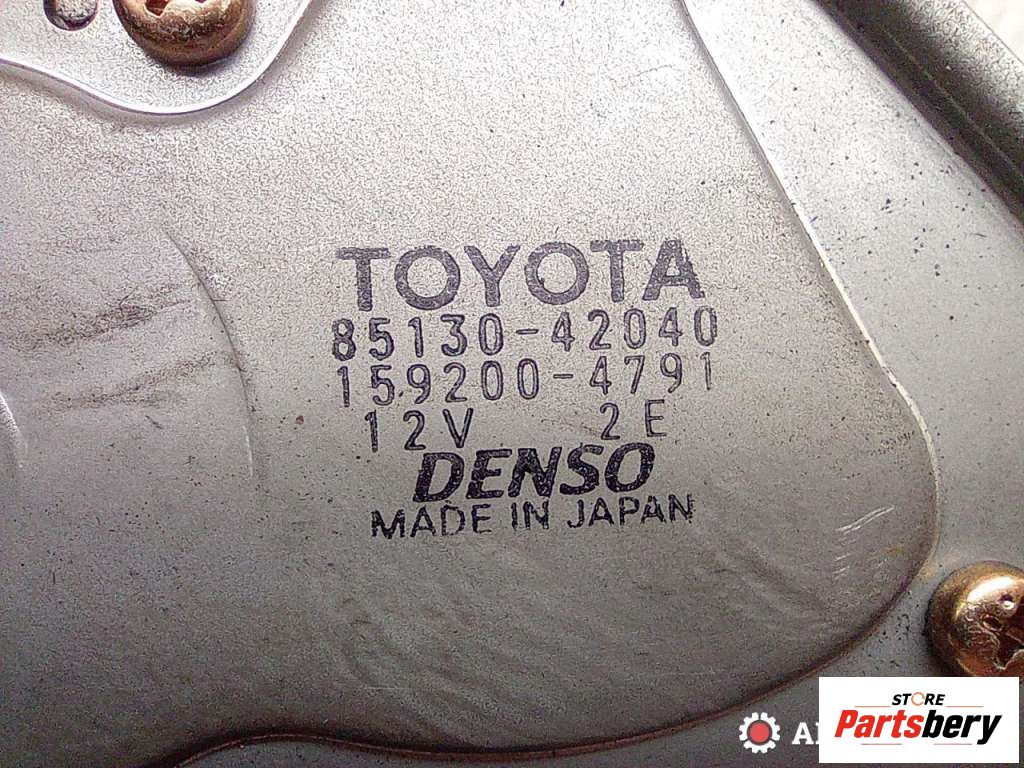 TOYOTA
85130-42040
159200-4791
12V 2E
DENSO
MADE IN JAPAN
STORE
Partsbery